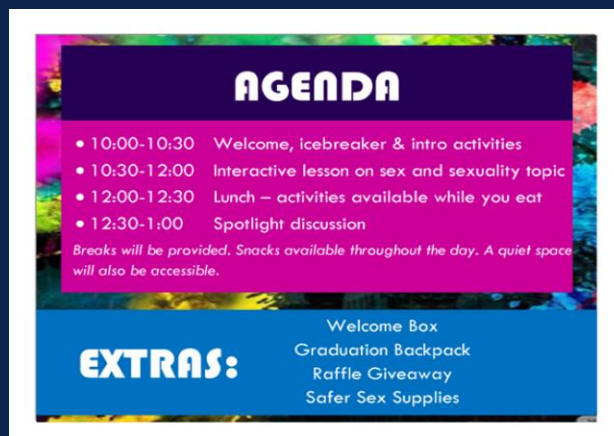 AGENDA
• 10:00-10:30 Welcome, icebreaker & intro activities
• 10:30-12:00 Interactive lesson on sex and sexuality topic
• 12:00-12:30 Lunch – activities available while you eat
• 12:30-1:00 Spotlight discussion
Breaks will be provided. Snacks available throughout the day. A quiet space
will also be accessible.
EXTRAS:
Welcome Box
Graduation Backpack
Raffle Giveaway
Safer Sex Supplies